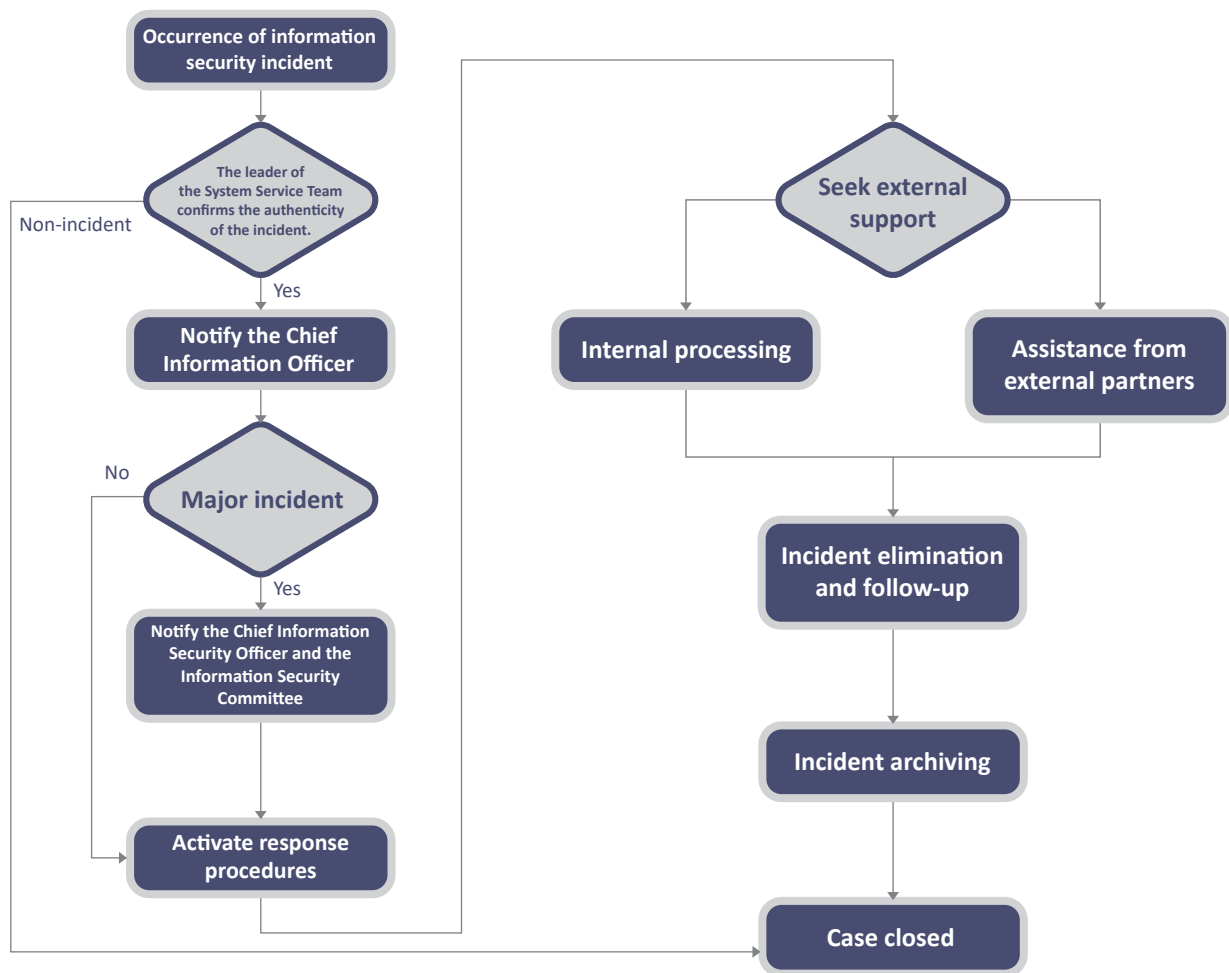 Occurrence of information
security incident
The leader of
the System Service Team
confirms the authenticity
of the incident.
Non-incident
Yes
Notify the Chief
Information Officer
No
Major incident
Yes
Notify the Chief Information
Security Officer and the
Information Security
Committee
Activate response
procedures
Seek external
support
Internal processing
Assistance from
external partners
Incident elimination
and follow-up
Incident archiving
Case closed